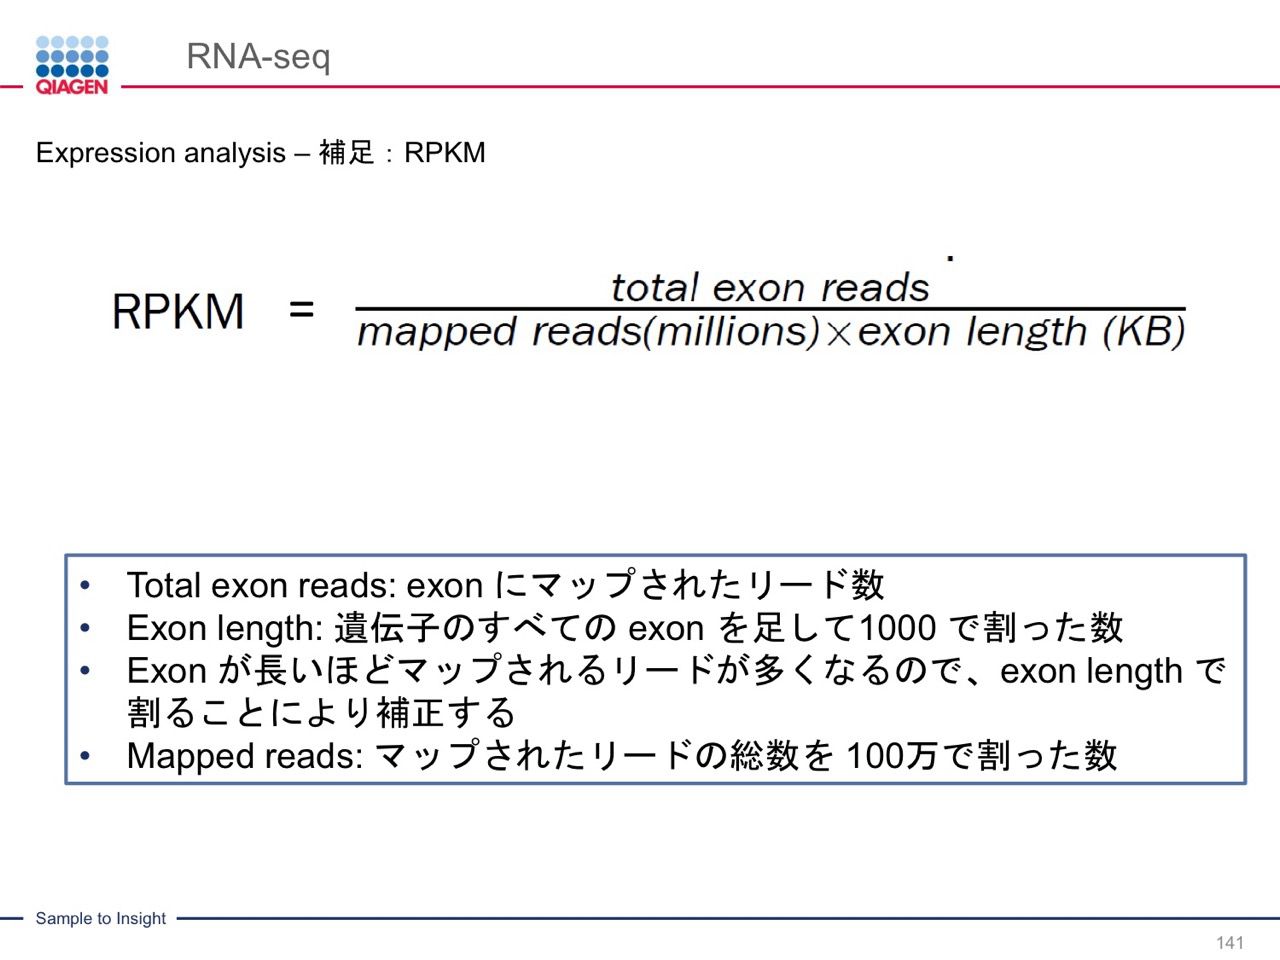 QIAGEN
RNA-seq
Expression analysis – 補足：RPKM
RPKM = total exon reads / mapped reads(millions)×exon length (KB)
• Total exon reads: exon にマップされたリード数
• Exon length: 遺伝子のすべての exon を足して1000 で割った数
• Exon が長いほどマップされるリードが多くなるので、exon length で
割ることにより補正する
• Mapped reads: マップされたリードの総数を 100万で割った数
Sample to Insight
141